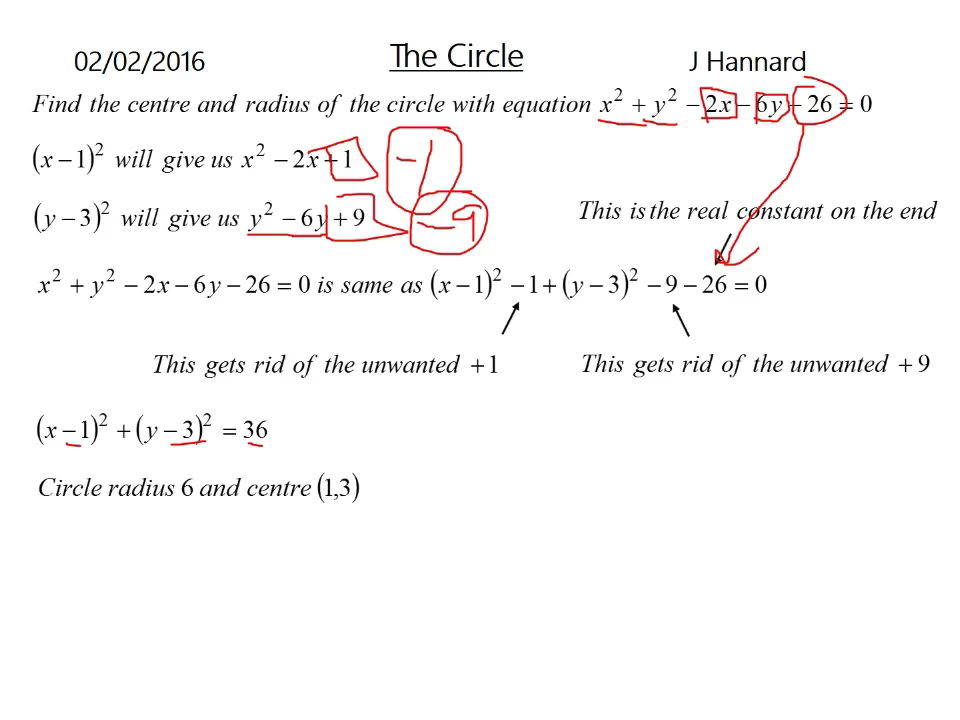 02/02/2016 The Circle J Hannard
Find the centre and radius of the circle with equation x² + y² − 2x − 6y − 26 = 0
(x − 1)² will give us x² − 2x + 1 −1
(y − 3)² will give us y² − 6y + 9 −9 This is the real constant on the end
x² + y² − 2x − 6y − 26 = 0 is same as (x − 1)² − 1 + (y − 3)² − 9 − 26 = 0
This gets rid of the unwanted + 1 This gets rid of the unwanted + 9
(x − 1)² + (y − 3)² = 36
Circle radius 6 and centre (1,3)